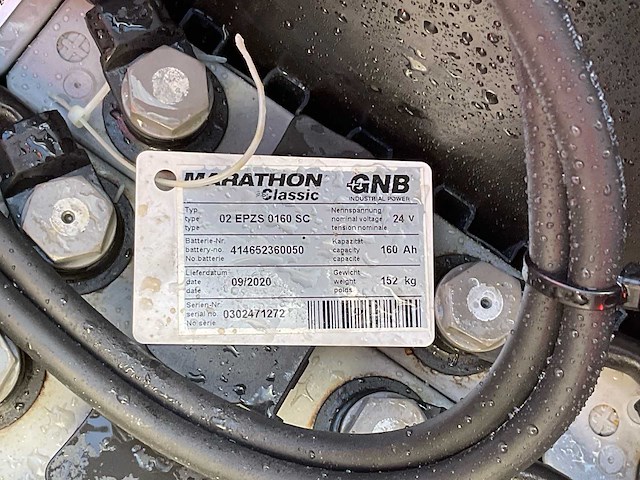 MARATHON GNB
Classic INDUSTRIAL POWER
Typ
type 02 EPZS 0160 SC
type
Nennspannung
nominal voltage 24 V
tension nominale
Batterie-Nr
battery-no. 414652360050
No.batterie
Kapazität
capacity 160 Ah
capacite
Lieferdatum
date 09/2020
date
Gewicht
weight 152 kg
poids
Serien-Nr
serial no 0302471272
No série